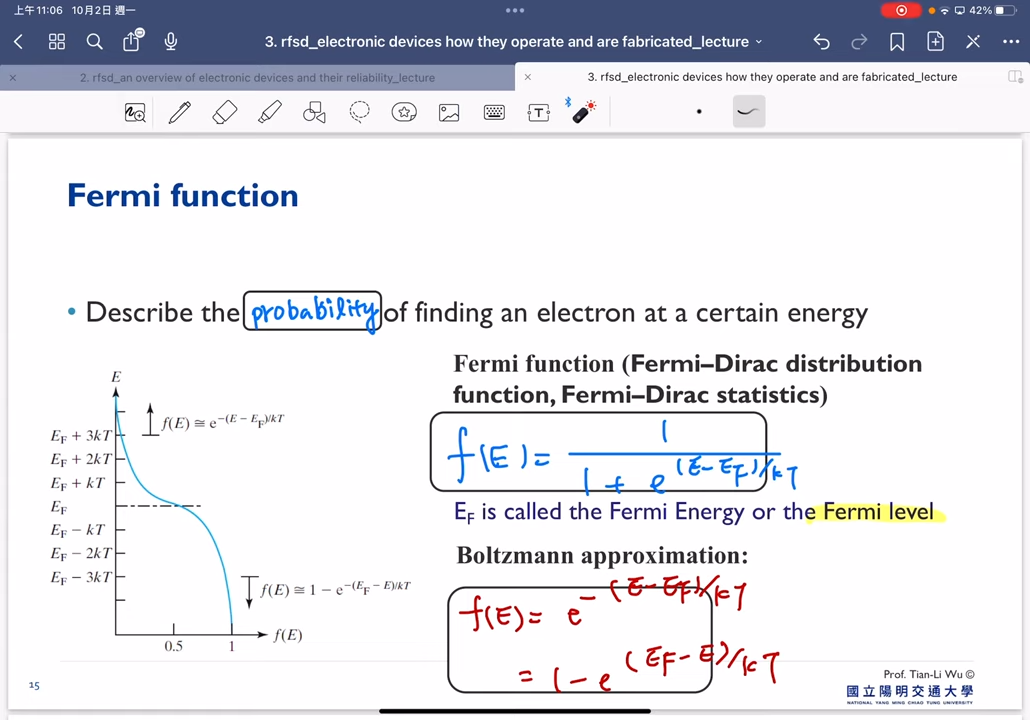 上午11:06 10月2日 週一
42%
3. rfsd_electronic devices how they operate and are fabricated_lecture
2. rfsd_an overview of electronic devices and their reliability_lecture
3. rfsd_electronic devices how they operate and are fabricated_lecture
Fermi function
• Describe the probability of finding an electron at a certain energy
E
f(E) ≅ e^−(E − E_F)/kT
E_F + 3kT
E_F + 2kT
E_F + kT
E_F
E_F − kT
E_F − 2kT
E_F − 3kT
f(E) ≅ 1 − e^−(E_F − E)/kT
f(E)
0.5 1
Fermi function (Fermi–Dirac distribution
function, Fermi–Dirac statistics)
f(E) = 1 / 1 + e^(E−E_F)/kT
E_F is called the Fermi Energy or the Fermi level
Boltzmann approximation:
f(E) = e^−(E−E_F)/kT
= 1 − e^(E_F−E)/kT
15
Prof. Tian-Li Wu ©
國立陽明交通大學
NATIONAL YANG MING CHIAO TUNG UNIVERSITY